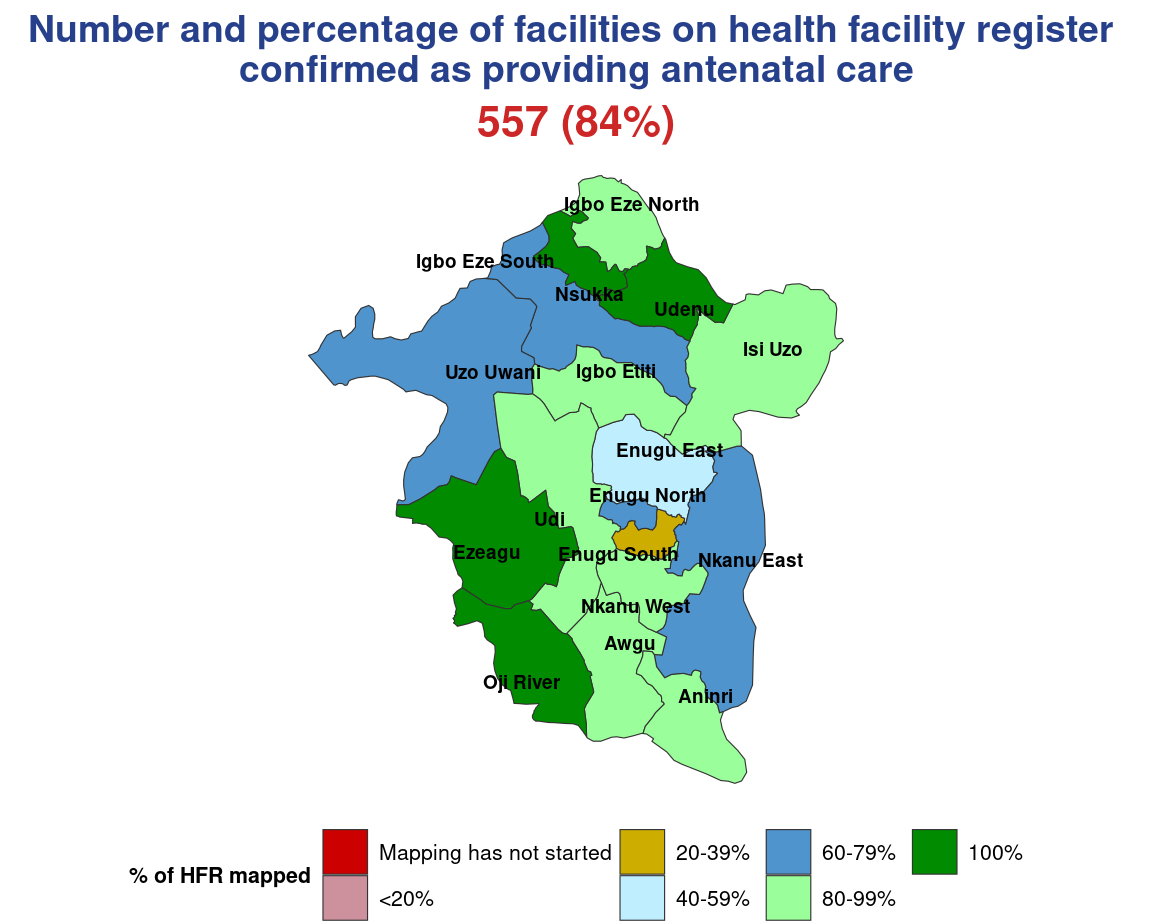 Number and percentage of facilities on health facility register
confirmed as providing antenatal care
557 (84%)
Igbo Eze North
Igbo Eze South
Nsukka
Udenu
Isi Uzo
Uzo Uwani
Igbo Etiti
Enugu East
Enugu North
Udi
Ezeagu
Enugu South
Nkanu East
Nkanu West
Awgu
Oji River
Aninri
% of HFR mapped
Mapping has not started
<20%
20-39%
40-59%
60-79%
80-99%
100%